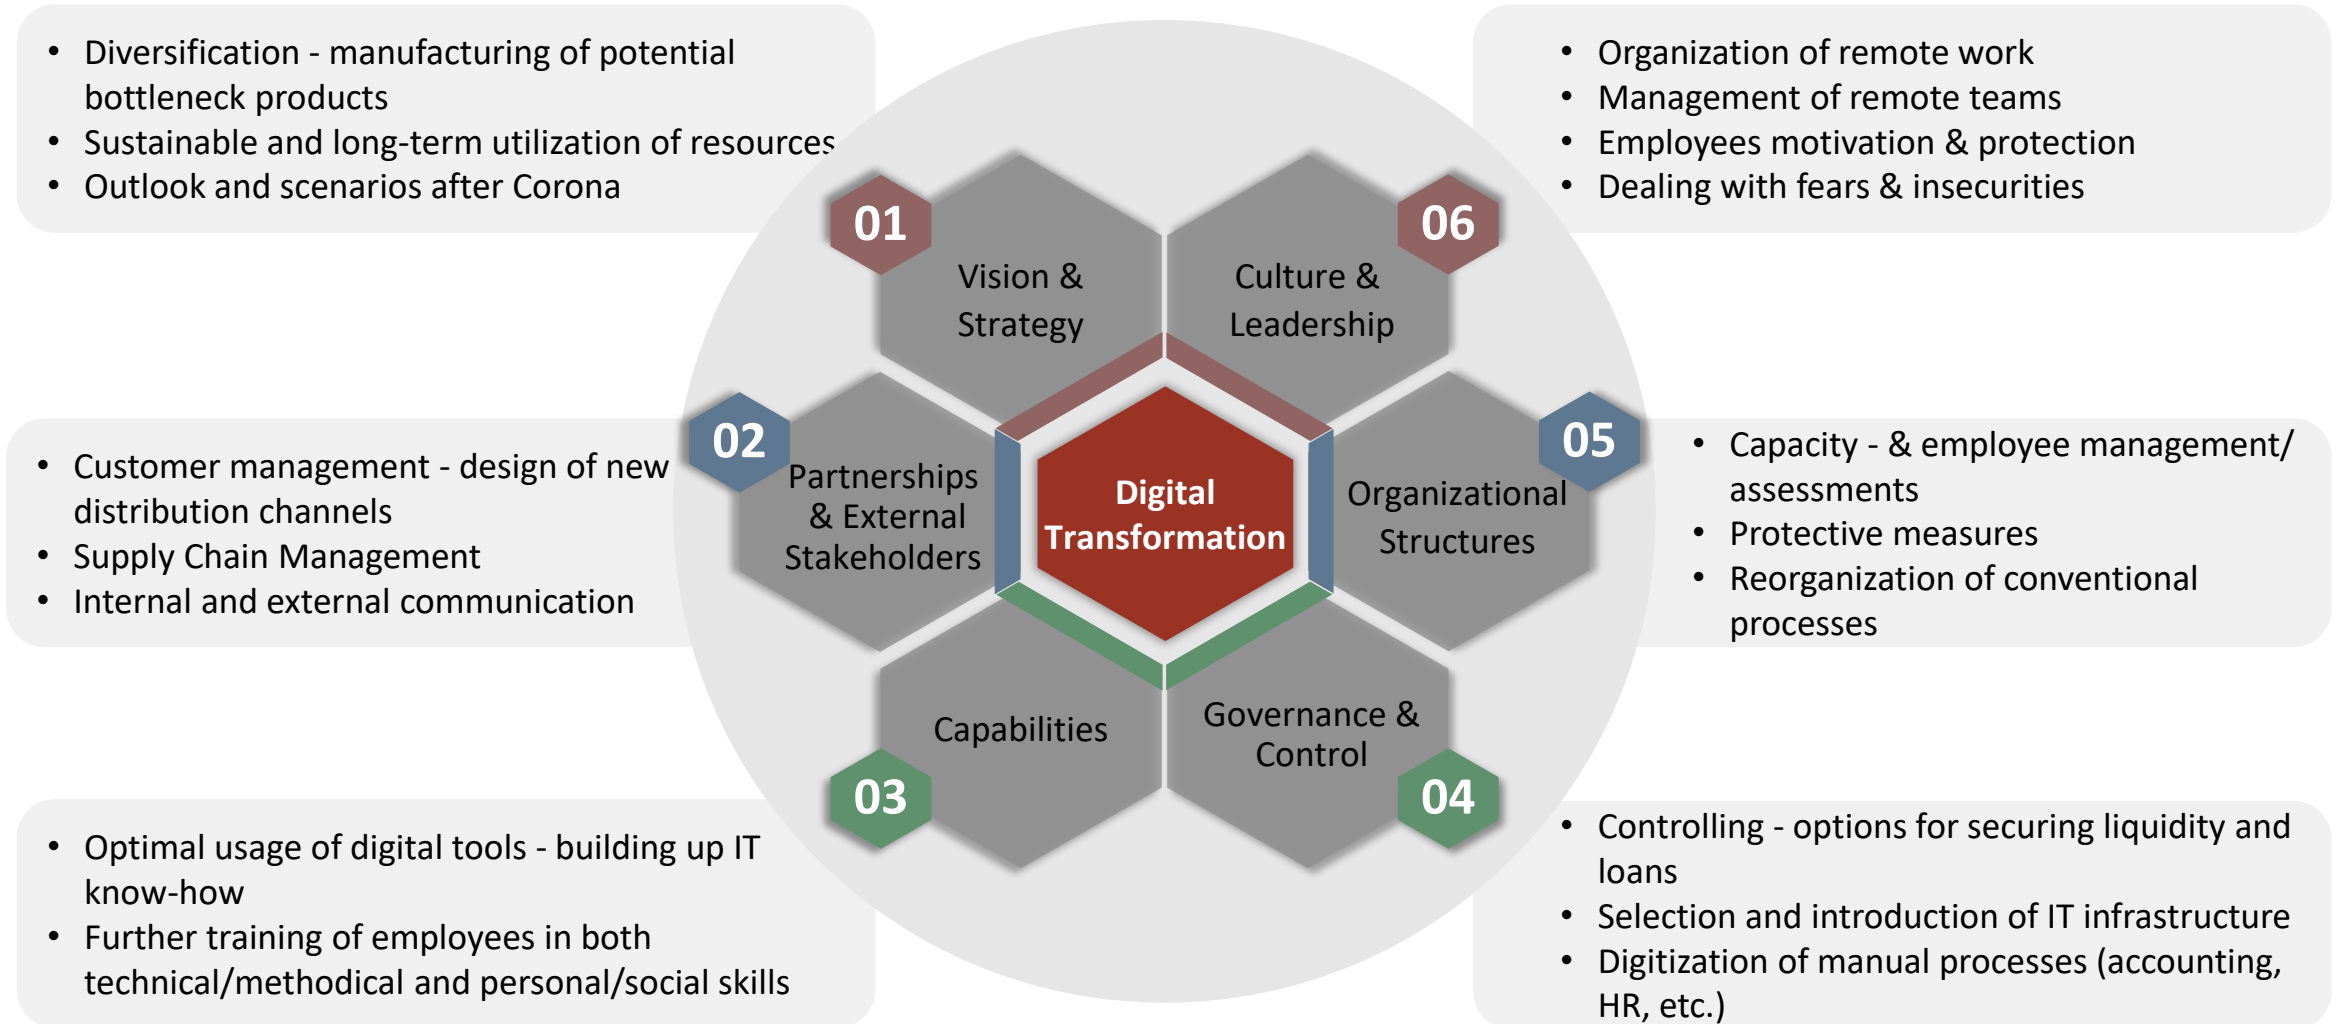 • Diversification - manufacturing of potential
bottleneck products
• Sustainable and long-term utilization of resources
• Outlook and scenarios after Corona
01
Vision &
Strategy
• Customer management - design of new
distribution channels
• Supply Chain Management
• Internal and external communication
02
Partnerships
& External
Stakeholders
• Optimal usage of digital tools - building up IT
know-how
• Further training of employees in both
technical/methodical and personal/social skills
03
Capabilities
Digital
Transformation
• Organization of remote work
• Management of remote teams
• Employees motivation & protection
• Dealing with fears & insecurities
06
Culture &
Leadership
• Capacity - & employee management/
assessments
• Protective measures
• Reorganization of conventional
processes
05
Organizational
Structures
• Controlling - options for securing liquidity and
loans
• Selection and introduction of IT infrastructure
• Digitization of manual processes (accounting,
HR, etc.)
04
Governance &
Control